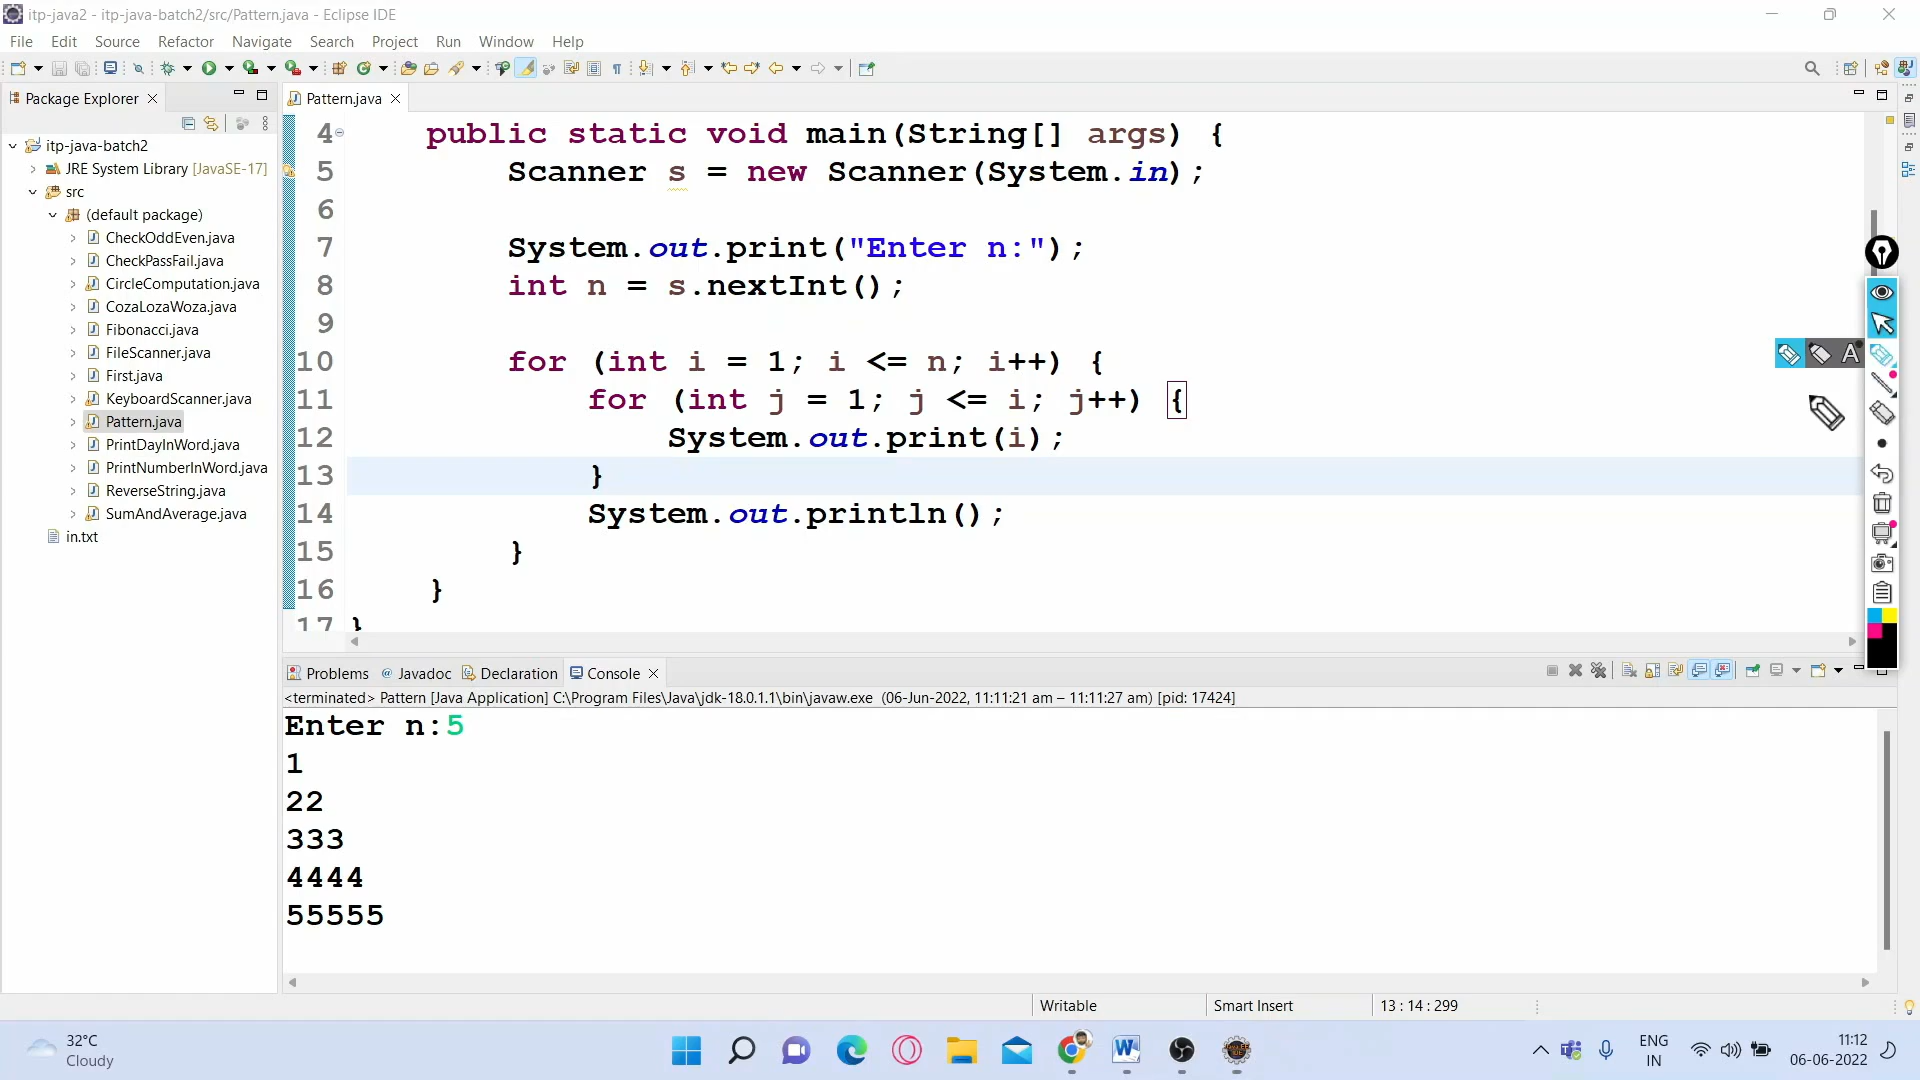 itp-java2 - itp-java-batch2/src/Pattern.java - Eclipse IDE
File Edit Source Refactor Navigate Search Project Run Window Help
Package Explorer
Pattern.java
itp-java-batch2
JRE System Library [JavaSE-17]
src
(default package)
CheckOddEven.java
CheckPassFail.java
CircleComputation.java
CozaLozaWoza.java
Fibonacci.java
FileScanner.java
First.java
KeyboardScanner.java
Pattern.java
PrintDayInWord.java
PrintNumberInWord.java
ReverseString.java
SumAndAverage.java
in.txt
4 public static void main(String[] args) {
5 Scanner s = new Scanner(System.in);
6
7 System.out.print("Enter n:");
8 int n = s.nextInt();
9
10 for (int i = 1; i <= n; i++) {
11 for (int j = 1; j <= i; j++) {
12 System.out.print(i);
13 }
14 System.out.println();
15 }
16 }
17 }
A
Problems @ Javadoc Declaration Console
<terminated> Pattern [Java Application] C:\Program Files\Java\jdk-18.0.1.1\bin\javaw.exe (06-Jun-2022, 11:11:21 am – 11:11:27 am) [pid: 17424]
Enter n:5
1
22
333
4444
55555
Writable Smart Insert 13 : 14 : 299
32°C
Cloudy
ENG
IN
11:12
06-06-2022